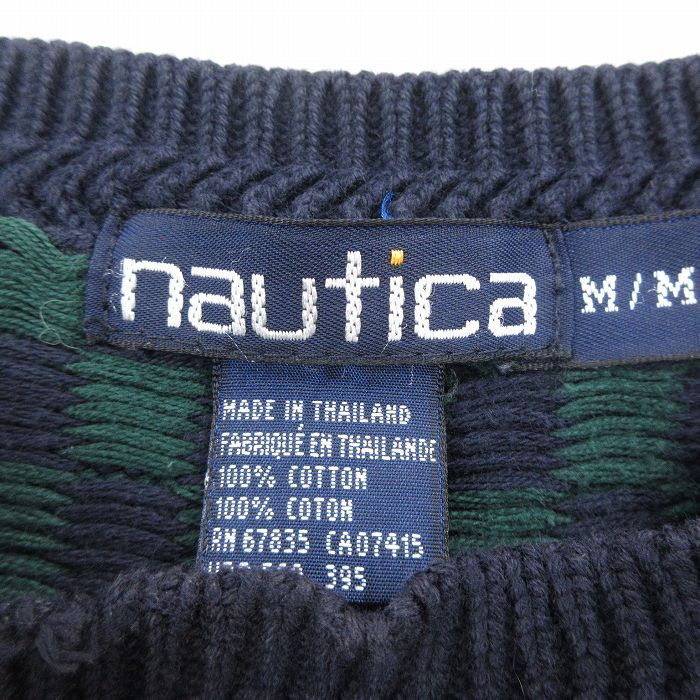 nautica
M/M
MADE IN THAILAND
FABRIQUÉ EN THAILANDE
100% COTTON
100% COTON
RN 67835 CA07415
395